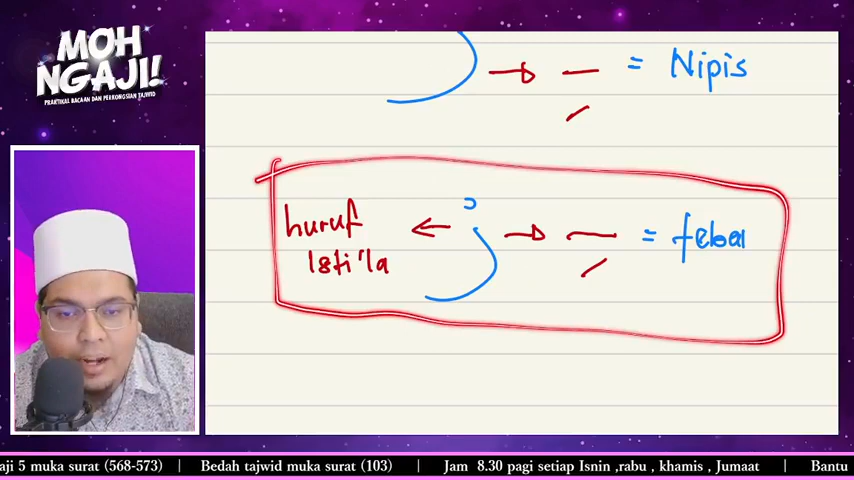 MOH
NGAJI!
PRAKTIKAL BACAAN DAN PERKONGSIAN TAJWID
= Nipis
huruf
Isti'la
ر
= tebal
aji 5 muka surat (568-573) | Bedah tajwid muka surat (103) | Jam 8.30 pagi setiap Isnin ,rabu , khamis , Jumaat | Bantu